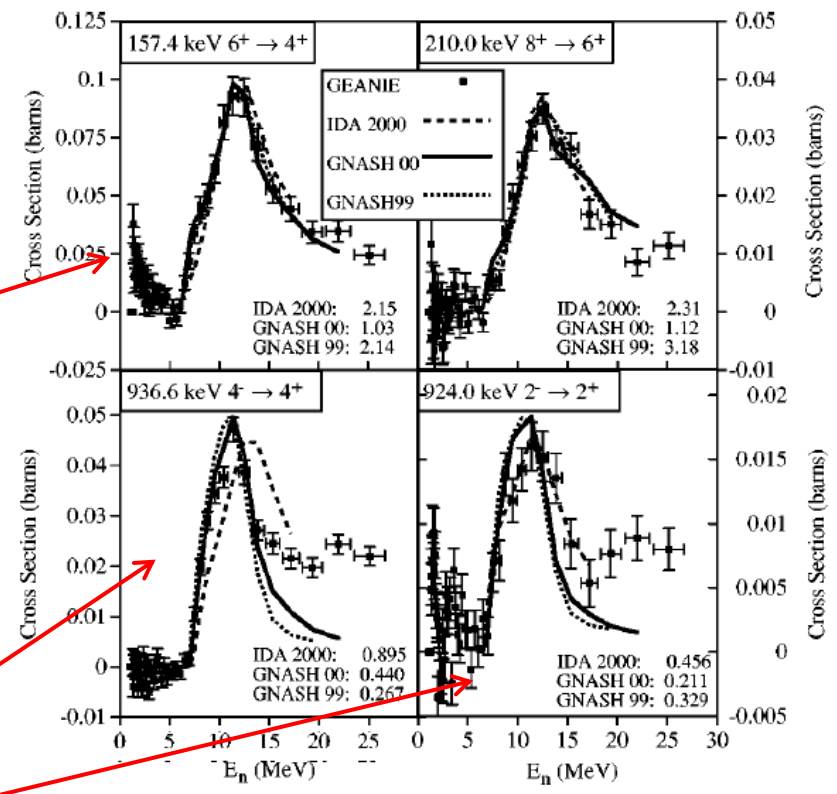 0.125
0.1
0.075
0.05
0.025
0
-0.025
Cross Section (barns)
157.4 keV 6+ → 4+
IDA 2000: 2.15
GNASH 00: 1.03
GNASH 99: 2.14
210.0 keV 8+ → 6+
IDA 2000: 2.31
GNASH 00: 1.12
GNASH 99: 3.18
0.05
0.04
0.03
0.02
0.01
0
-0.01
Cross Section (barns)
GEANIE
IDA 2000
GNASH 00
GNASH99
0.05
0.04
0.03
0.02
0.01
0
-0.01
Cross Section (barns)
936.6 keV 4- → 4+
IDA 2000: 0.895
GNASH 00: 0.440
GNASH 99: 0.267
924.0 keV 2- → 2+
IDA 2000: 0.456
GNASH 00: 0.211
GNASH 99: 0.329
0.02
0.015
0.01
0.005
0
-0.005
Cross Section (barns)
0 5 10 15 20 25
0 5 10 15 20 25 30
En (MeV)
En (MeV)